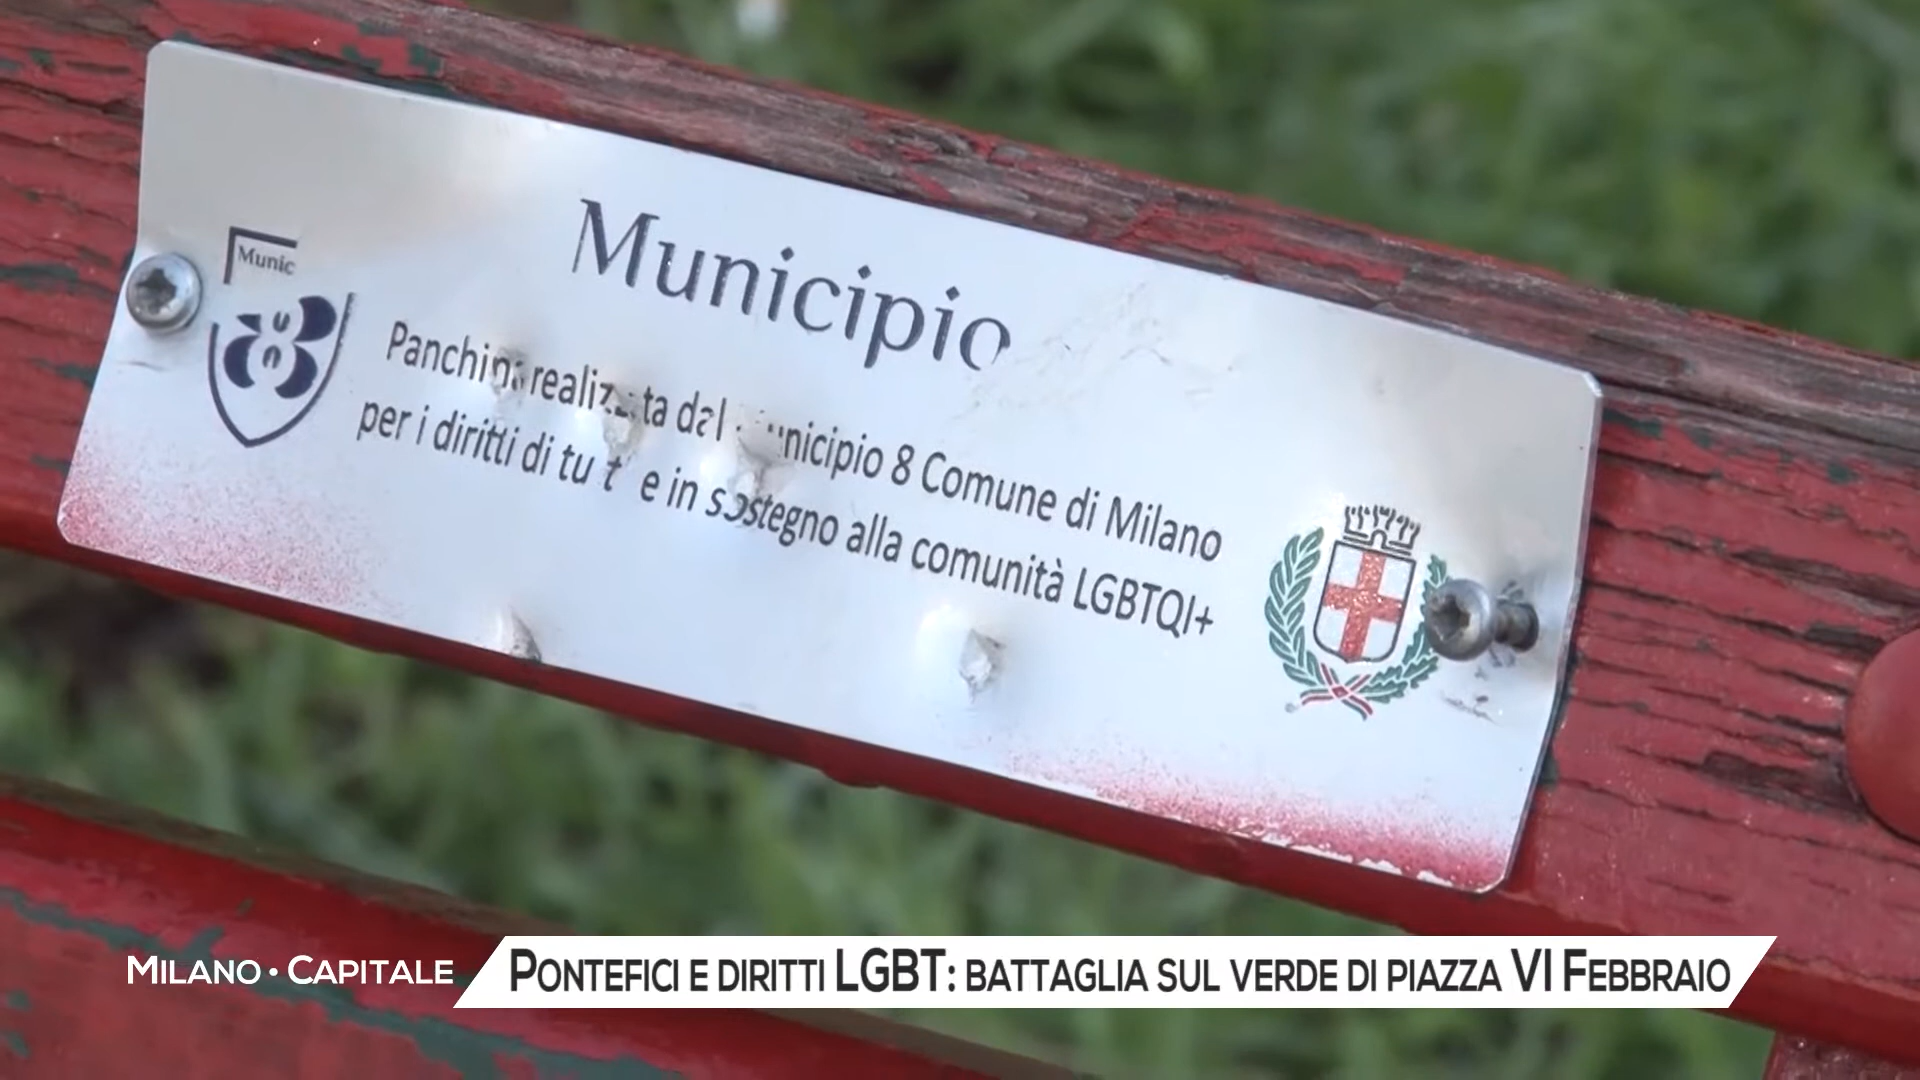 Munic
Municipio
Panchina realizzata dal Municipio 8 Comune di Milano
per i diritti di tutt e in sostegno alla comunità LGBTQI+
MILANO • CAPITALE
PONTEFICI E DIRITTI LGBT: BATTAGLIA SUL VERDE DI PIAZZA VI FEBBRAIO